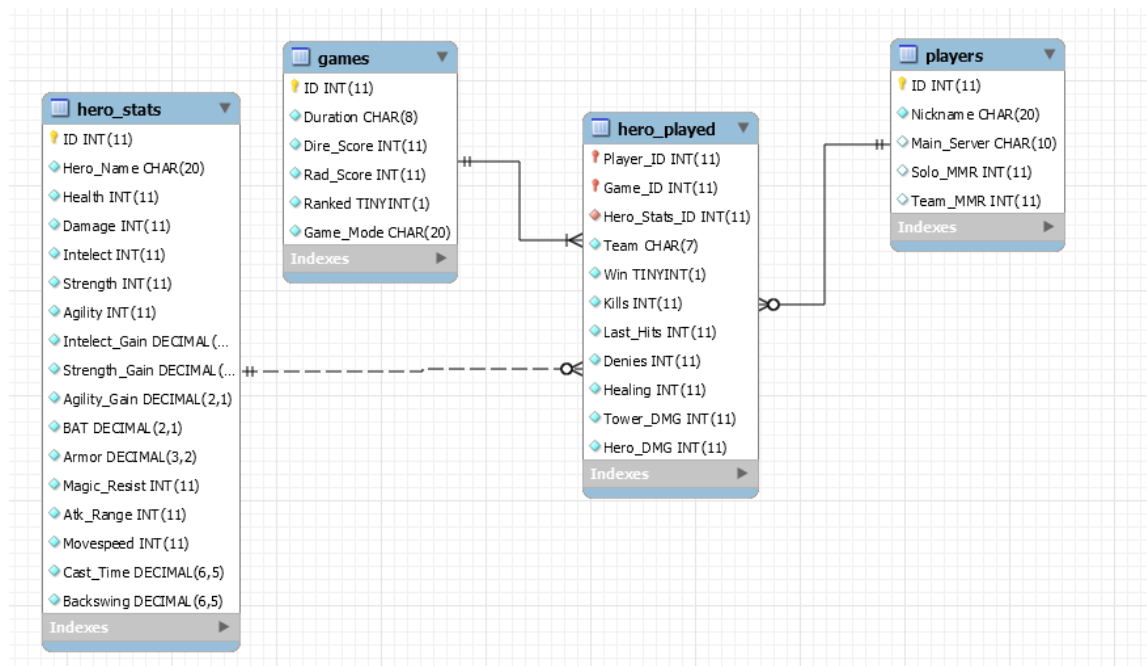 hero_stats
ID INT(11)
Hero_Name CHAR(20)
Health INT(11)
Damage INT(11)
Intelect INT(11)
Strength INT(11)
Agility INT(11)
Intelect_Gain DECIMAL(...
Strength_Gain DECIMAL(...
Agility_Gain DECIMAL(2,1)
BAT DECIMAL(2,1)
Armor DECIMAL(3,2)
Magic_Resist INT(11)
Atk_Range INT(11)
Movespeed INT(11)
Cast_Time DECIMAL(6,5)
Backswing DECIMAL(6,5)
Indexes
games
ID INT(11)
Duration CHAR(8)
Dire_Score INT(11)
Rad_Score INT(11)
Ranked TINYINT(1)
Game_Mode CHAR(20)
Indexes
hero_played
Player_ID INT(11)
Game_ID INT(11)
Hero_Stats_ID INT(11)
Team CHAR(7)
Win TINYINT(1)
Kills INT(11)
Last_Hits INT(11)
Denies INT(11)
Healing INT(11)
Tower_DMG INT(11)
Hero_DMG INT(11)
Indexes
players
ID INT(11)
Nickname CHAR(20)
Main_Server CHAR(10)
Solo_MMR INT(11)
Team_MMR INT(11)
Indexes